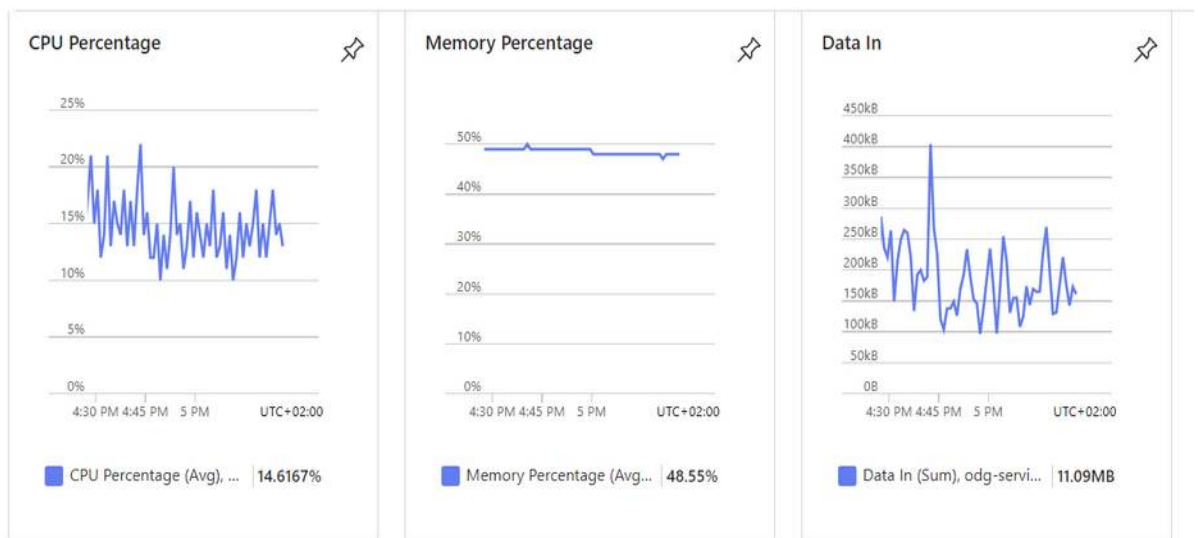 CPU Percentage
25%
20%
15%
10%
5%
0%
4:30 PM 4:45 PM 5 PM UTC+02:00
CPU Percentage (Avg), ... 14.6167%
Memory Percentage
50%
40%
30%
20%
10%
0%
4:30 PM 4:45 PM 5 PM UTC+02:00
Memory Percentage (Avg... 48.55%
Data In
450kB
400kB
350kB
300kB
250kB
200kB
150kB
100kB
50kB
0B
4:30 PM 4:45 PM 5 PM UTC+02:00
Data In (Sum), odg-servi... 11.09MB